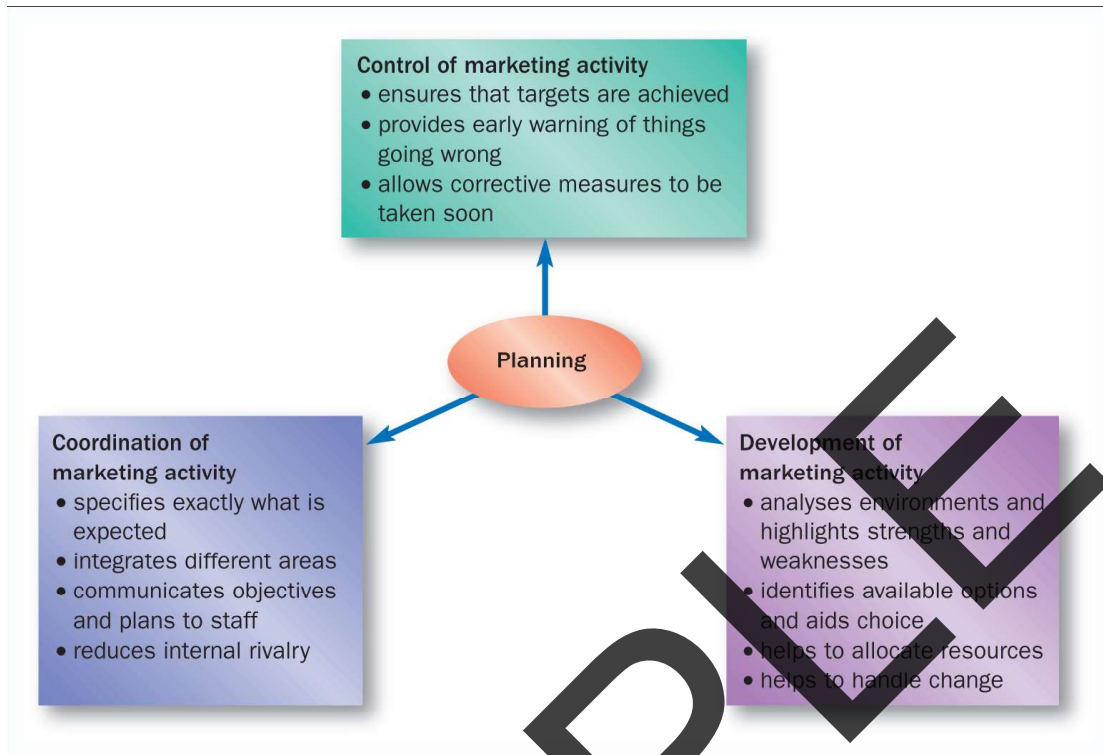 Control of marketing activity
• ensures that targets are achieved
• provides early warning of things
going wrong
• allows corrective measures to be
taken soon
Planning
Coordination of
marketing activity
• specifies exactly what is
expected
• integrates different areas
• communicates objectives
and plans to staff
• reduces internal rivalry
Development of
marketing activity
• analyses environments and
highlights strengths and
weaknesses
• identifies available options
and aids choice
• helps to allocate resources
• helps to handle change
PLE